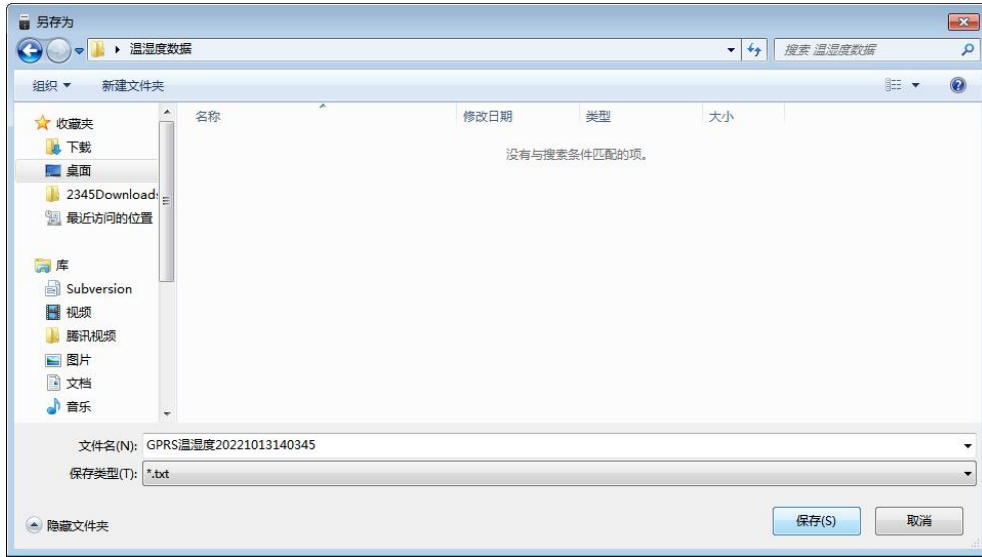 另存为
温湿度数据
搜索 温湿度数据
组织
新建文件夹
名称 修改日期 类型 大小
没有与搜索条件匹配的项。
收藏夹
下载
桌面
2345Downloads
最近访问的位置
库
Subversion
视频
腾讯视频
图片
文档
音乐
文件名(N): GPRS温湿度20221013140345
保存类型(T): *.txt
隐藏文件夹
保存(S) 取消